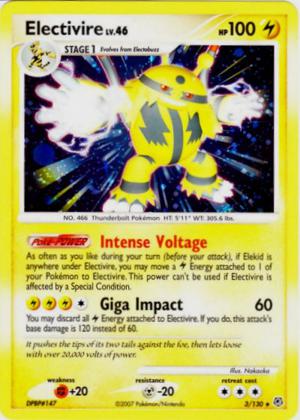 Electivire LV.46 HP 100
STAGE 1 Evolves from Electabuzz
NO. 466 Thunderbolt Pokémon HT: 5'11" WT: 305.6 lbs.
POKé-POWER Intense Voltage
As often as you like during your turn (before your attack), if Elekid
is anywhere under Electivire, you may move a Energy attached to 1 of
your Pokémon to Electivire. This power can't be used if Electivire is
affected by a Special Condition.
Giga Impact 60
You may discard all Energy attached to Electivire. If you do, this attack's
base damage is 120 instead of 60.
It pushes the tips of its two tails against the foe, then lets loose
with over 20,000 volts of power.
Illus. Nakaoka
weakness resistance retreat cost
+20 -20
DPBP#147 ©2007 Pokémon/Nintendo 3/130